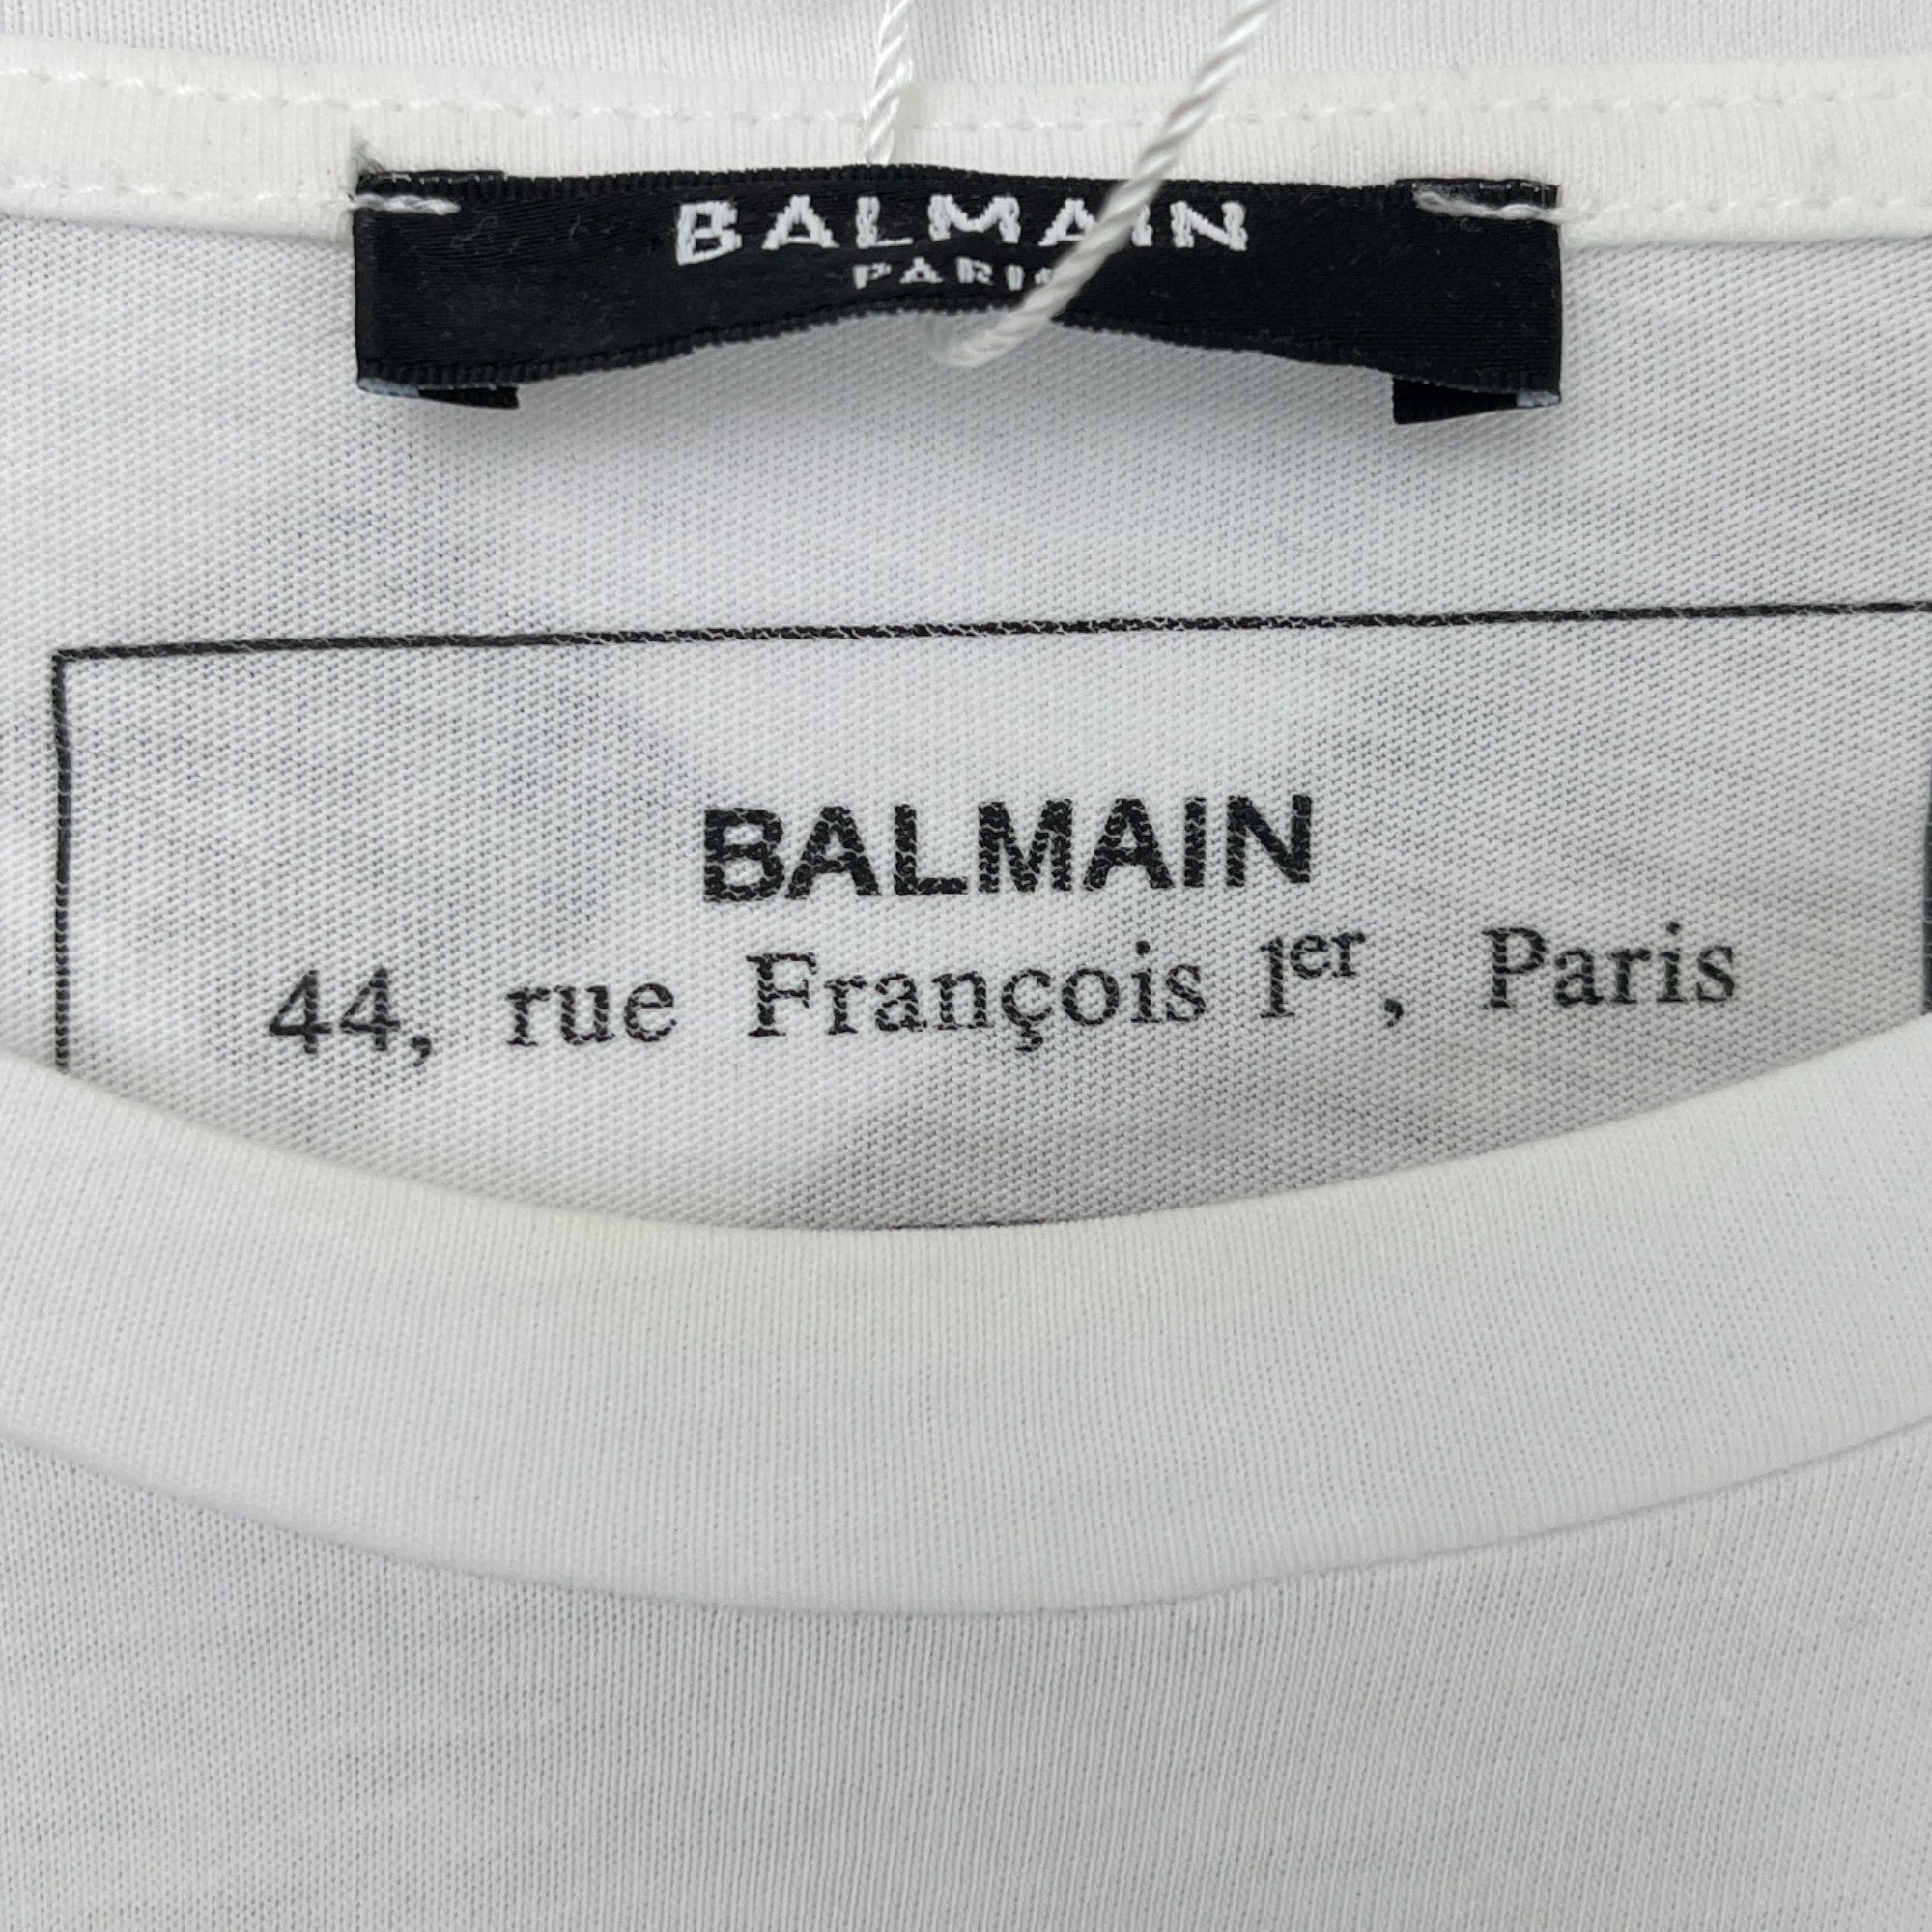 BALMAIN
PARIS
BALMAIN
44, rue François 1er, Paris